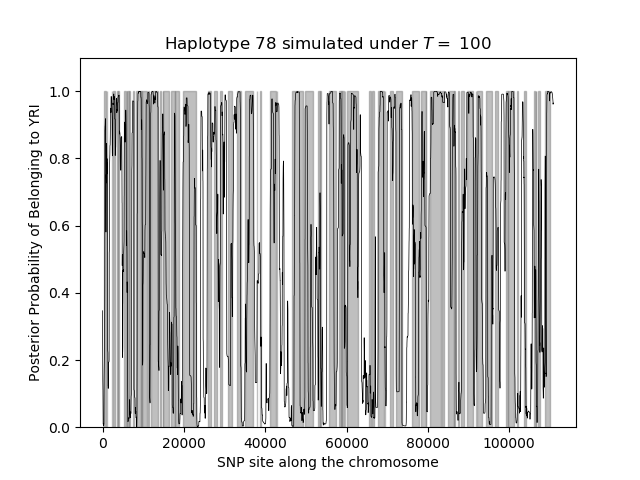 Haplotype 78 simulated under T = 100
Posterior Probability of Belonging to YRI
1.0
0.8
0.6
0.4
0.2
0.0
0 20000 40000 60000 80000 100000
SNP site along the chromosome